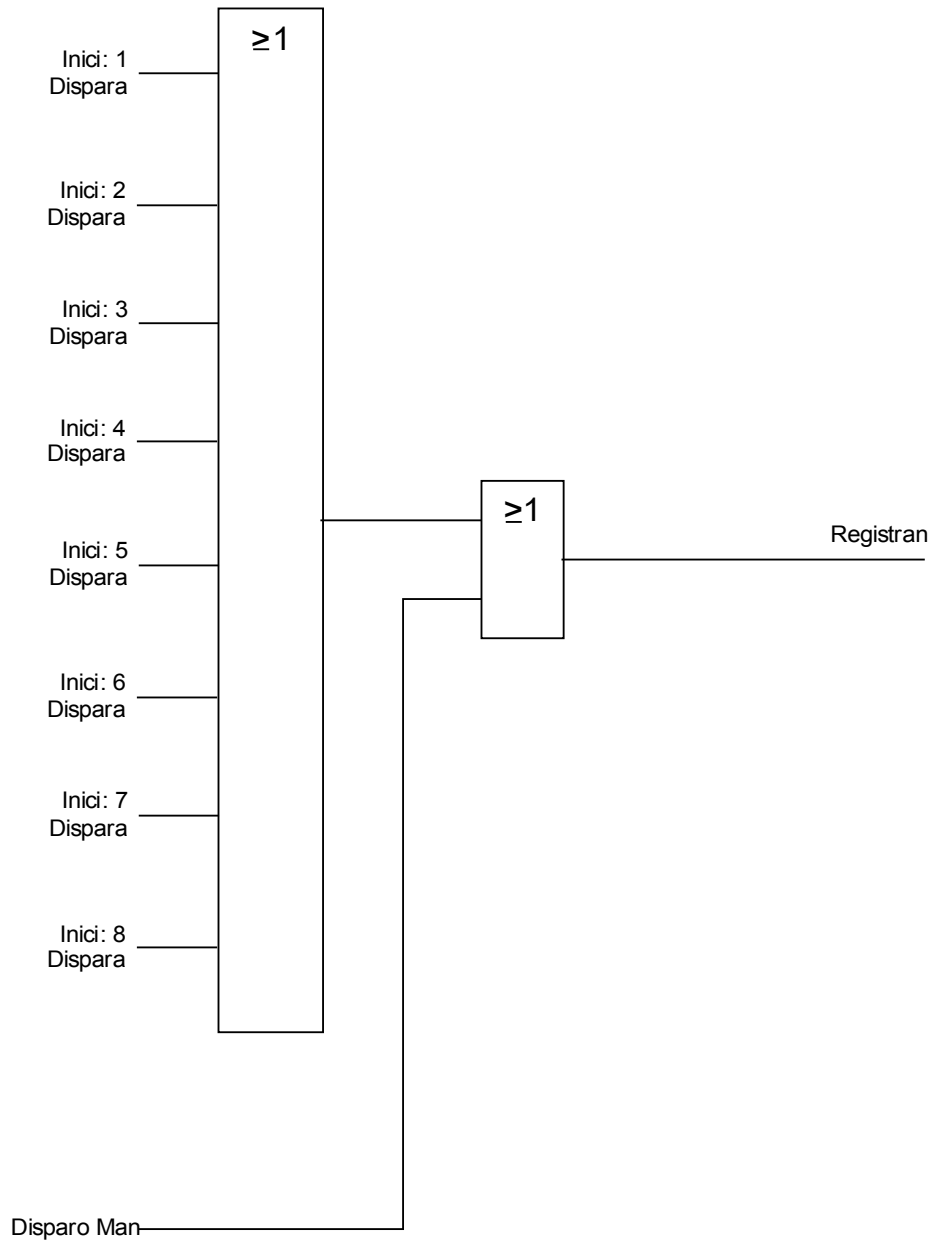 ≥1
Inici: 1
Dispara
Inici: 2
Dispara
Inici: 3
Dispara
Inici: 4
Dispara
≥1
Registran
Inici: 5
Dispara
Inici: 6
Dispara
Inici: 7
Dispara
Inici: 8
Dispara
Disparo Man